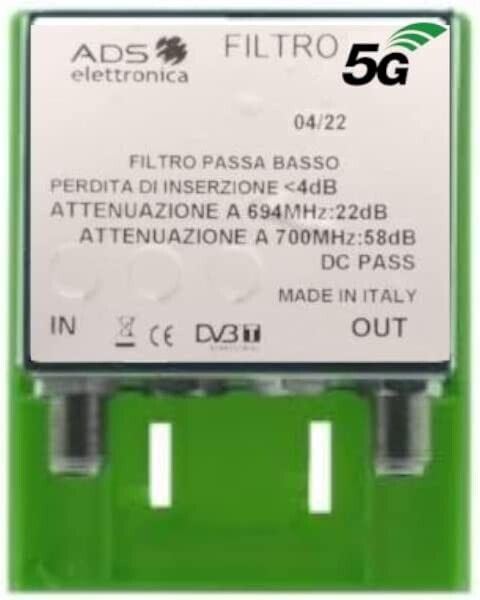 ADS
elettronica
FILTRO 5G
04/22
FILTRO PASSA BASSO
PERDITA DI INSERZIONE <4dB
ATTENUAZIONE A 694MHz:22dB
ATTENUAZIONE A 700MHz:58dB
DC PASS
MADE IN ITALY
IN CE DVB T OUT